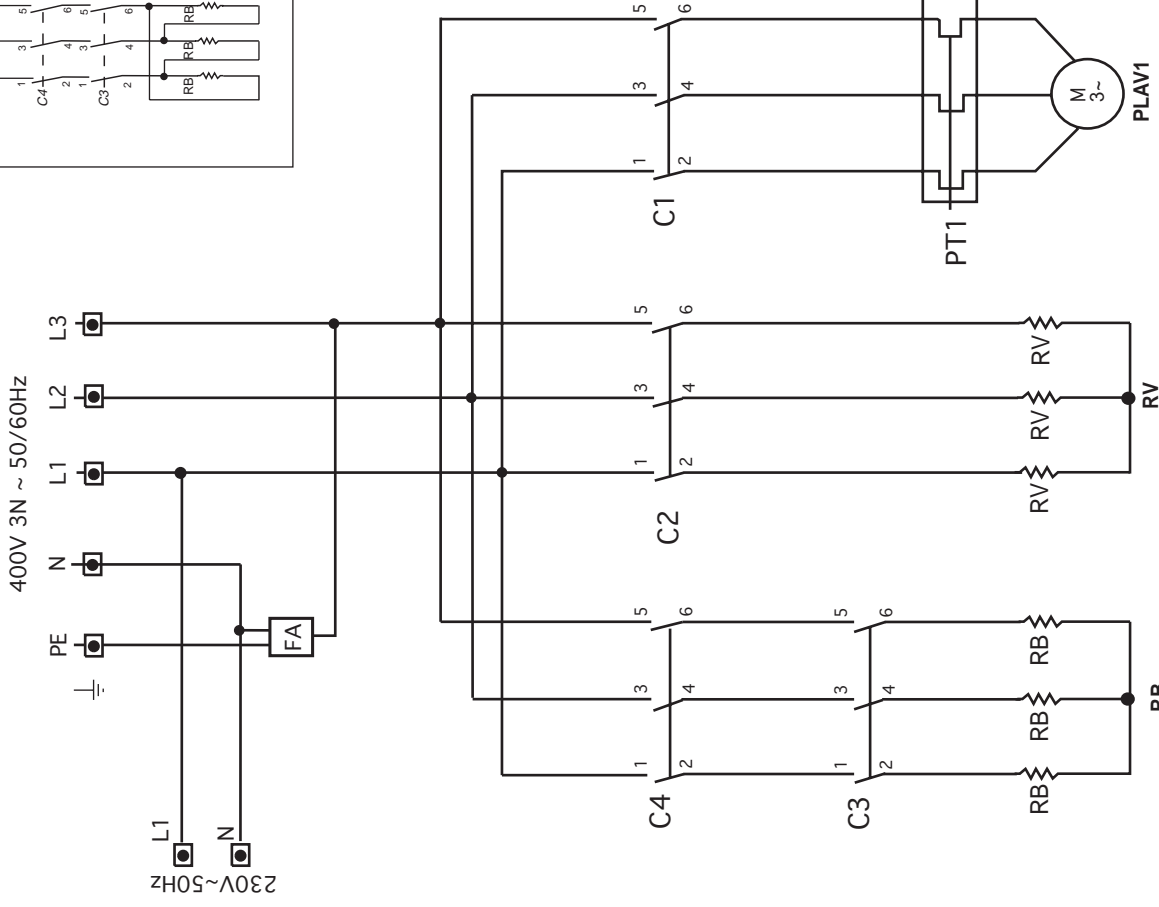 5 6 5 6 RB
3 4 3 4 RB
1 2 1 2 RB
C4 C3
400V 3N ~ 50/60Hz
5 6
3 4
1 2
C1
PT1
M
3~
PLAV1
L3
L2
L1
N
PE
FA
5 6
3 4
1 2
C2
RV
RV
RV
RV
5 6 5 6
3 4 3 4
1 2 1 2
C4
C3
RB
RB
RB
L1
N
230V~50Hz